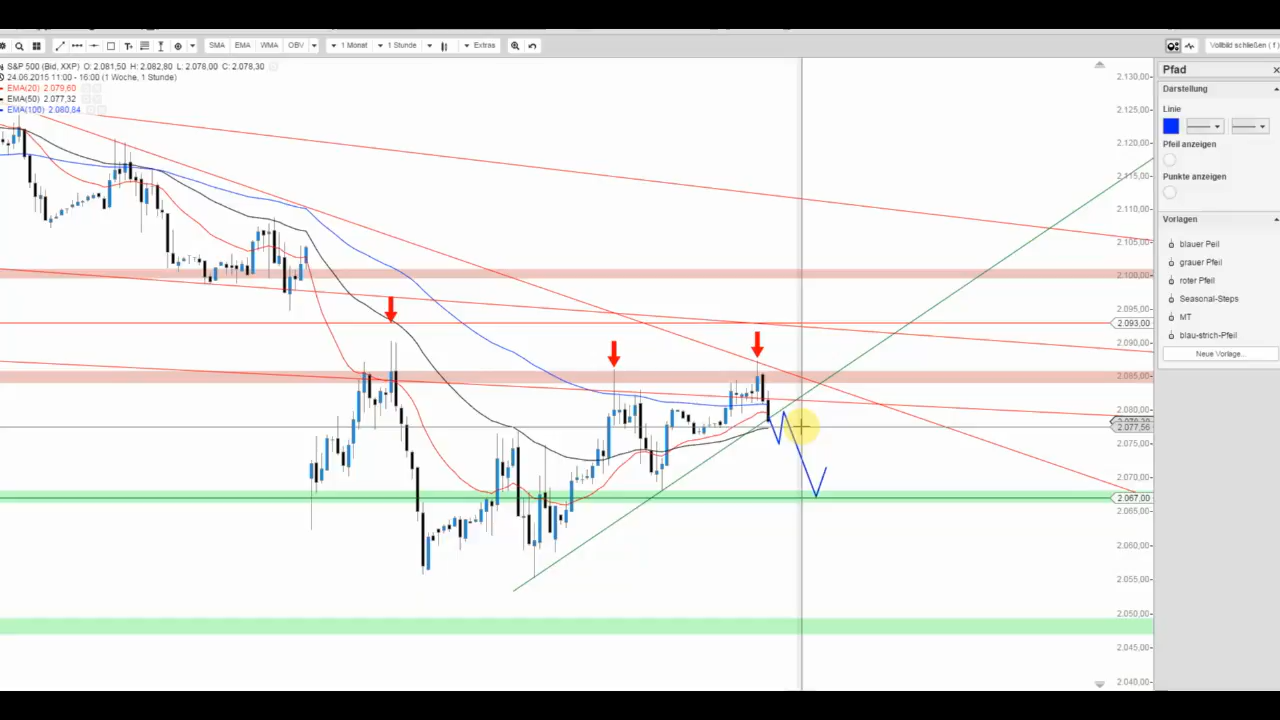 SMA EMA WMA OBV 1 Monat 1 Stunde Extras Vollbild schließen ( f )
S&P 500 (Bid, XXP) O: 2.081,50 H: 2.082,80 L: 2.078,00 C: 2.078,30
24.06.2015 11:00 - 16:00 (1 Woche, 1 Stunde)
EMA(20) 2.079,60
EMA(50) 2.077,32
EMA(100) 2.080,84
2.130,00
2.125,00
2.120,00
2.115,00
2.110,00
2.105,00
2.100,00
2.095,00
2.093,00
2.090,00
2.085,00
2.080,00
2.077,56
2.075,00
2.070,00
2.067,00
2.065,00
2.060,00
2.055,00
2.050,00
2.045,00
2.040,00
Pfad
Darstellung
Linie
Pfeil anzeigen
Punkte anzeigen
Vorlagen
blauer Peil
grauer Pfeil
roter Pfeil
Seasonal-Steps
MT
blau-strich-Pfeil
Neue Vorlage...